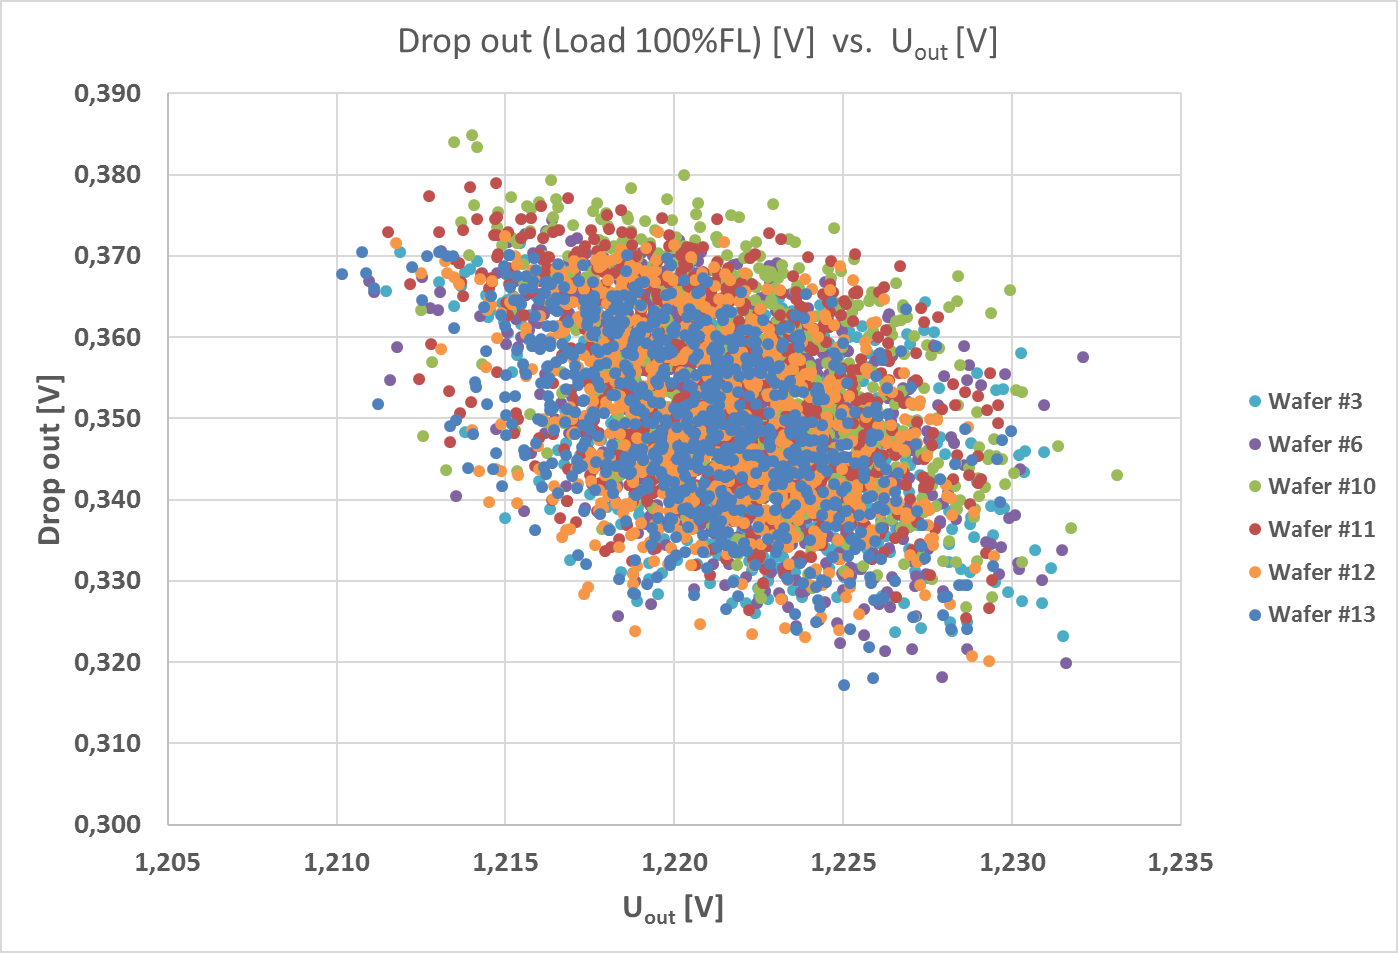 Drop out (Load 100%FL) [V] vs. Uout [V]
0,390
0,380
0,370
0,360
0,350
0,340
0,330
0,320
0,310
0,300
Drop out [V]
1,205 1,210 1,215 1,220 1,225 1,230 1,235
Uout [V]
Wafer #3
Wafer #6
Wafer #10
Wafer #11
Wafer #12
Wafer #13